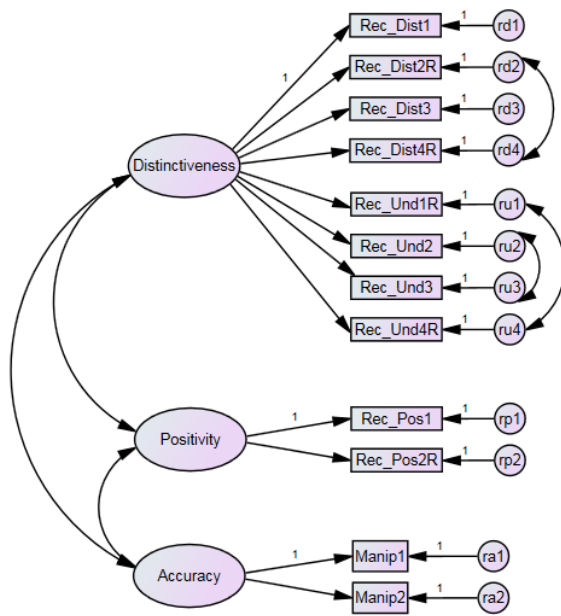 1 Rec_Dist1 1 rd1
Rec_Dist2R 1 rd2
Rec_Dist3 1 rd3
Rec_Dist4R 1 rd4
Distinctiveness
Rec_Und1R 1 ru1
Rec_Und2 1 ru2
Rec_Und3 1 ru3
Rec_Und4R 1 ru4
Positivity
1 Rec_Pos1 1 rp1
Rec_Pos2R 1 rp2
Accuracy
1 Manip1 1 ra1
Manip2 1 ra2